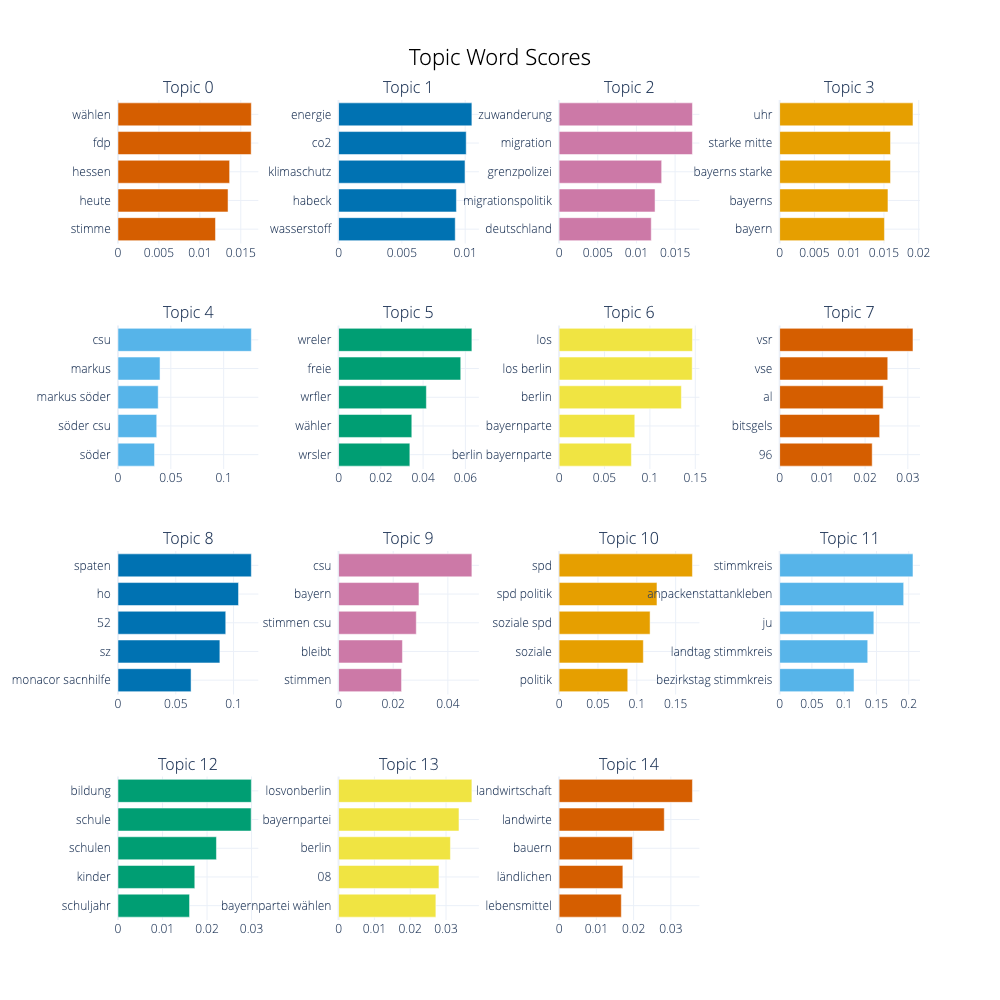 Topic Word Scores
Topic 0
wählen
fdp
hessen
heute
stimme
0 0.005 0.01 0.015
Topic 1
energie
co2
klimaschutz
habeck
wasserstoff
0 0.005 0.01
Topic 2
zuwanderung
migration
grenzpolizei
migrationspolitik
deutschland
0 0.005 0.01 0.015
Topic 3
uhr
starke mitte
bayerns starke
bayerns
bayern
0 0.005 0.01 0.015 0.02
Topic 4
csu
markus
markus söder
söder csu
söder
0 0.05 0.1
Topic 5
wreler
freie
wrfler
wähler
wrsler
0 0.02 0.04 0.06
Topic 6
los
los berlin
berlin
bayernparte
berlin bayernparte
0 0.05 0.1 0.15
Topic 7
vsr
vse
al
bitsgels
96
0 0.01 0.02 0.03
Topic 8
spaten
ho
52
sz
monacor sacnhilfe
0 0.05 0.1
Topic 9
csu
bayern
stimmen csu
bleibt
stimmen
0 0.02 0.04
Topic 10
spd
spd politik
soziale spd
soziale
politik
0 0.05 0.1 0.15
Topic 11
stimmkreis
anpackenstattankleben
ju
landtag stimmkreis
bezirkstag stimmkreis
0 0.05 0.1 0.15 0.2
Topic 12
bildung
schule
schulen
kinder
schuljahr
0 0.01 0.02 0.03
Topic 13
losvonberlin
bayernpartei
berlin
08
bayernpartei wählen
0 0.01 0.02 0.03
Topic 14
landwirtschaft
landwirte
bauern
ländlichen
lebensmittel
0 0.01 0.02 0.03